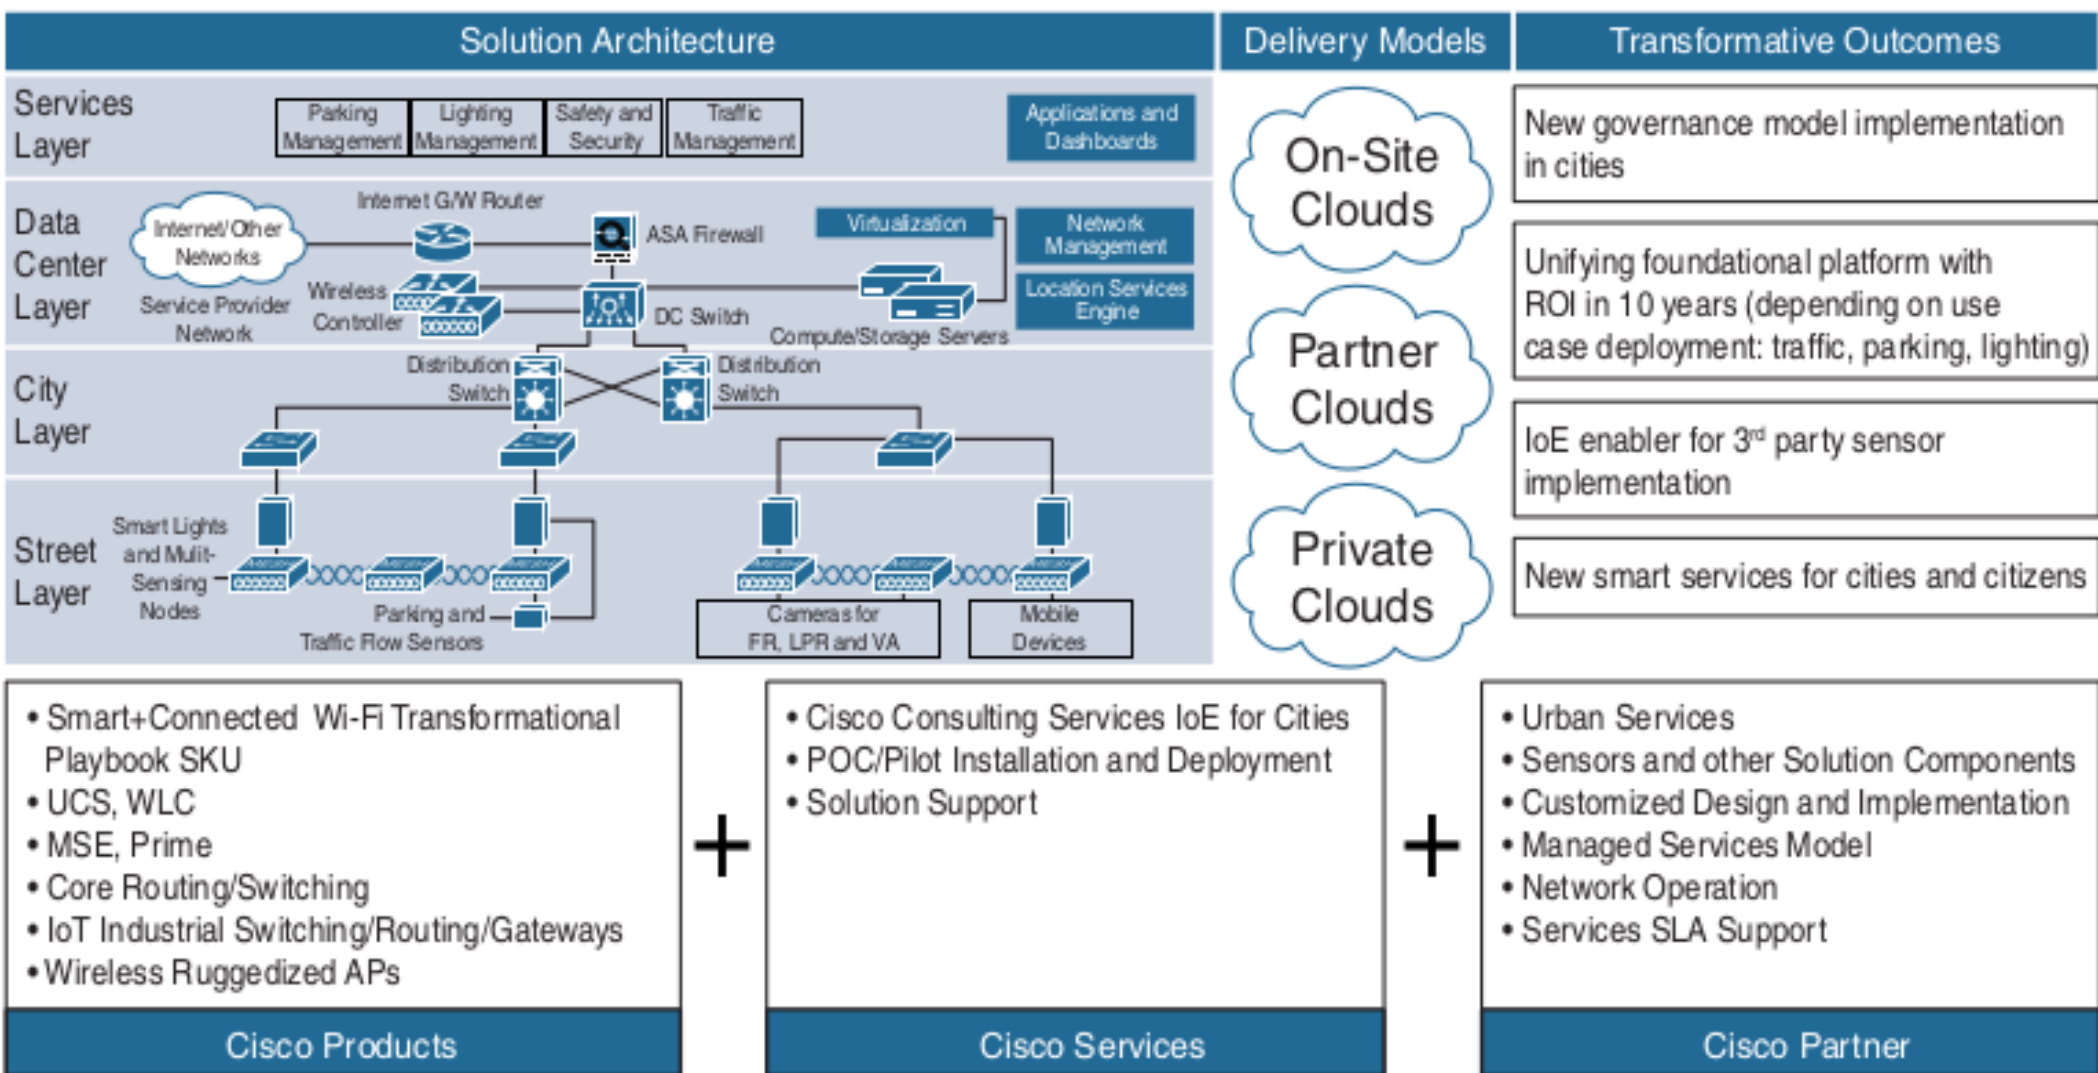 Solution Architecture
Delivery Models
Transformative Outcomes
Services
Layer
Parking
Management
Lighting
Management
Safety and
Security
Traffic
Management
Applications and
Dashboards
Data
Center
Layer
Internet/Other
Networks
Service Provider
Network
Internet G/W Router
ASA Firewall
Wireless
Controller
DC Switch
Virtualization
Compute/Storage Servers
Network
Management
Location Services
Engine
City
Layer
Distribution
Switch
Distribution
Switch
Street
Layer
Smart Lights
and Mulit-
Sensing
Nodes
Parking and
Traffic Flow Sensors
Cameras for
FR, LPR and VA
Mobile
Devices
On-Site
Clouds
Partner
Clouds
Private
Clouds
New governance model implementation
in cities
Unifying foundational platform with
ROI in 10 years (depending on use
case deployment: traffic, parking, lighting)
IoE enabler for 3rd party sensor
implementation
New smart services for cities and citizens
• Smart+Connected Wi-Fi Transformational
Playbook SKU
• UCS, WLC
• MSE, Prime
• Core Routing/Switching
• IoT Industrial Switching/Routing/Gateways
• Wireless Ruggedized APs
Cisco Products
+
• Cisco Consulting Services IoE for Cities
• POC/Pilot Installation and Deployment
• Solution Support
Cisco Services
+
• Urban Services
• Sensors and other Solution Components
• Customized Design and Implementation
• Managed Services Model
• Network Operation
• Services SLA Support
Cisco Partner